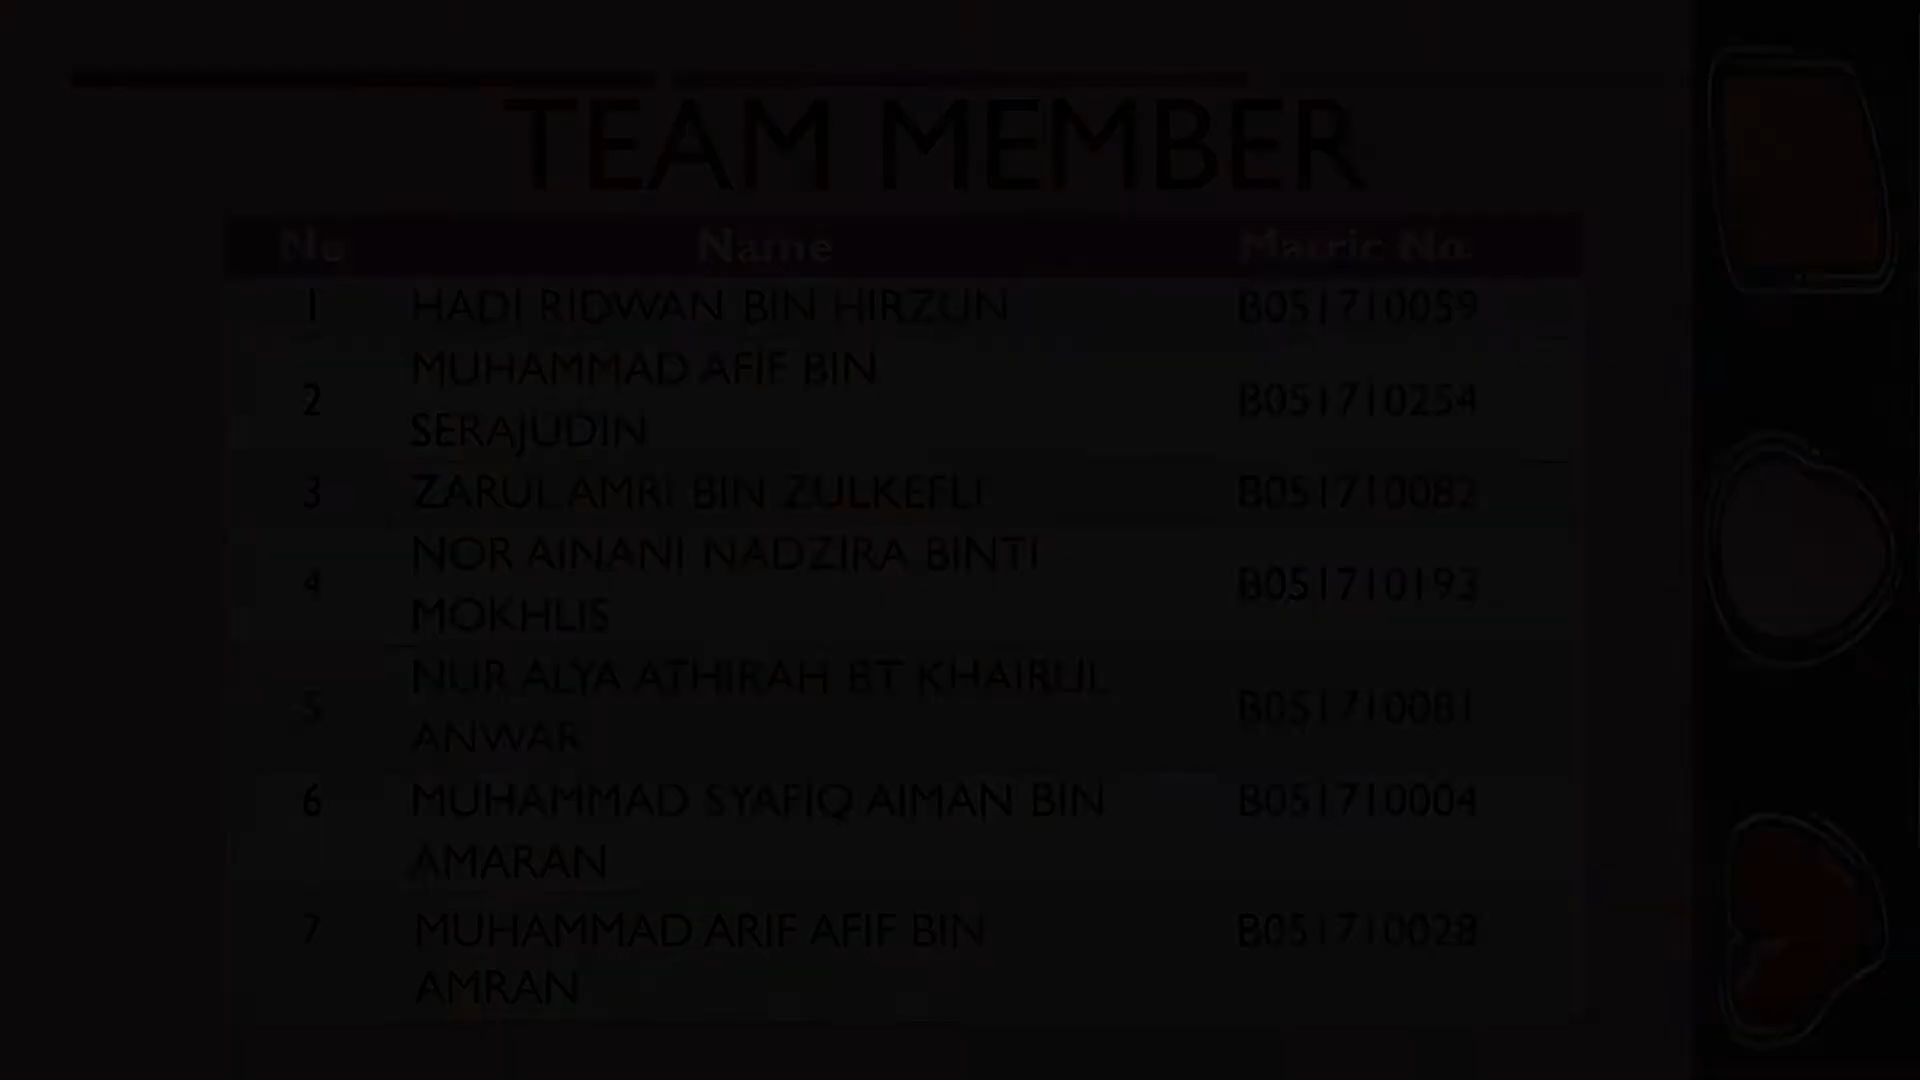 TEAM MEMBER
No Name Matric No.
1 HADI RIDWAN BIN HIRZUN B051710059
2 MUHAMMAD AFIF BIN
SERAJUDIN B051710254
3 ZARUL AMRI BIN ZULKEFLI B051710082
4 NOR AINANI NADZIRA BINTI
MOKHLIS B051710193
5 NUR ALYA ATHIRAH BT KHAIRUL
ANWAR B051710081
6 MUHAMMAD SYAFIQ AIMAN BIN B051710004
AMARAN
7 MUHAMMAD ARIF AFIF BIN B051710028
AMRAN